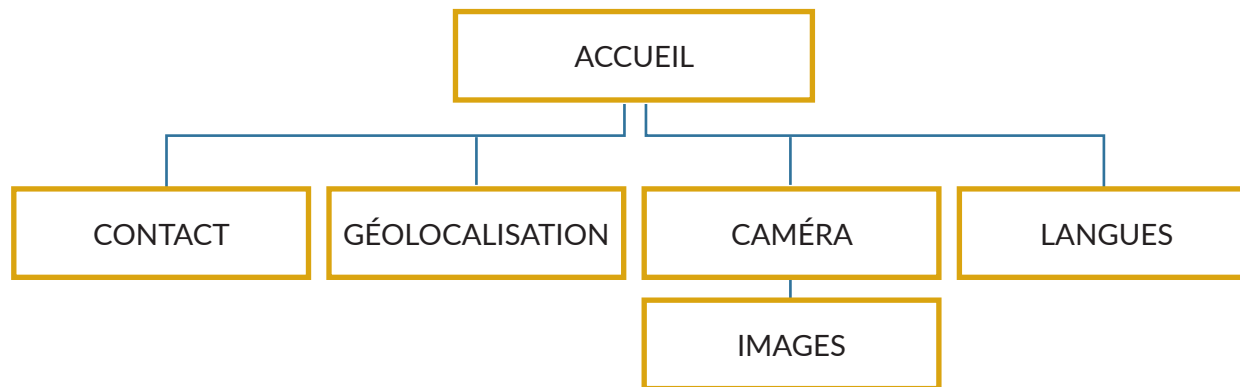 ACCUEIL
CONTACT
GÉOLOCALISATION
CAMÉRA
LANGUES
IMAGES